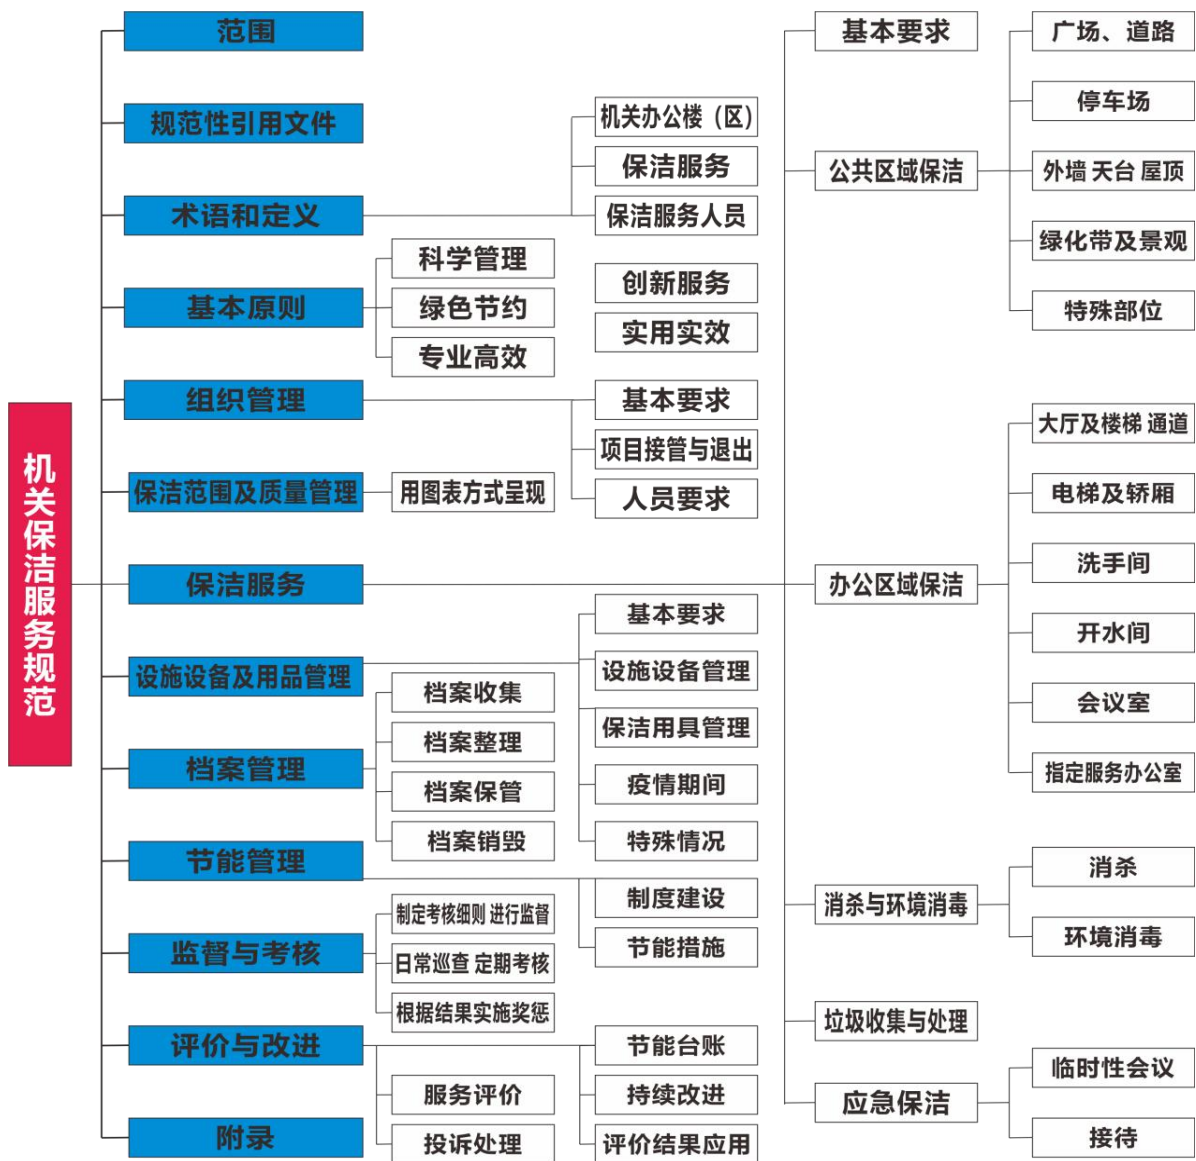 机关保洁服务规范
范围
规范性引用文件
术语和定义
机关办公楼（区）
保洁服务
保洁服务人员
基本原则
科学管理
绿色节约
专业高效
创新服务
实用实效
组织管理
基本要求
项目接管与退出
人员要求
保洁范围及质量管理
用图表方式呈现
保洁服务
基本要求
公共区域保洁
广场、道路
停车场
外墙 天台 屋顶
绿化带及景观
特殊部位
办公区域保洁
大厅及楼梯 通道
电梯及轿厢
洗手间
开水间
会议室
指定服务办公室
消杀与环境消毒
消杀
环境消毒
垃圾收集与处理
应急保洁
临时性会议
接待
设施设备及用品管理
基本要求
设施设备管理
保洁用具管理
疫情期间
特殊情况
档案管理
档案收集
档案整理
档案保管
档案销毁
节能管理
制度建设
节能措施
监督与考核
制定考核细则 进行监督
日常巡查 定期考核
根据结果实施奖惩
评价与改进
服务评价
投诉处理
节能台账
持续改进
评价结果应用
附录